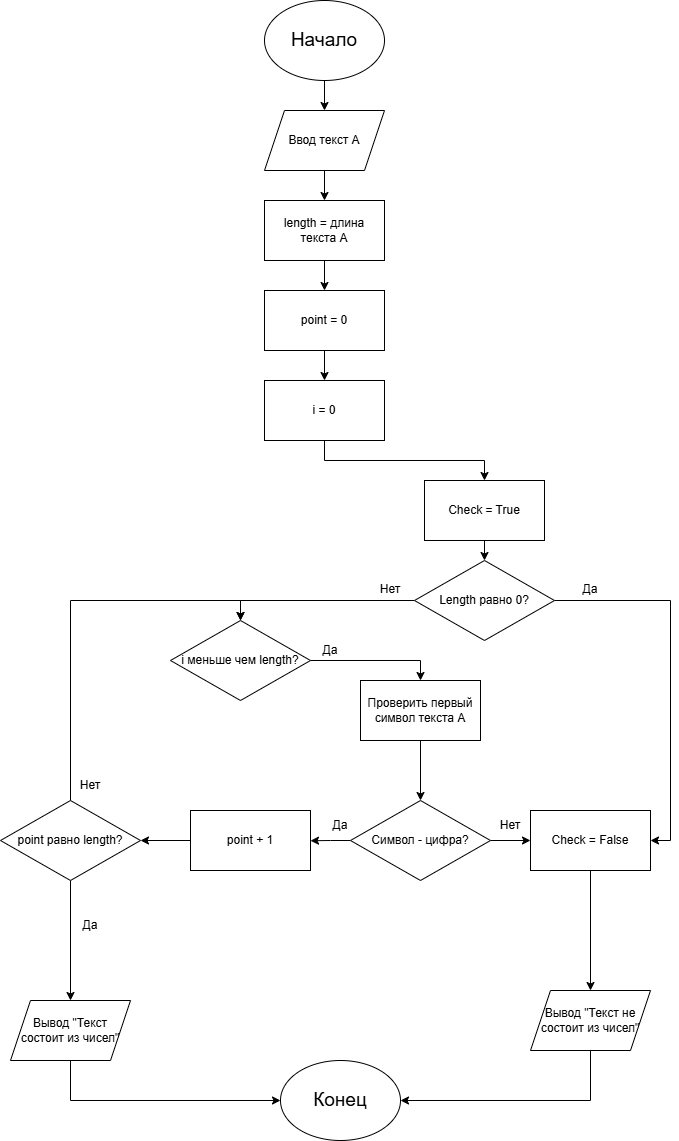 Начало
Ввод текст А
length = длина
текста А
point = 0
i = 0
Check = True
Нет
Length равно 0?
Да
i меньше чем length?
Да
Проверить первый
символ текста А
Нет
point равно length?
point + 1
Да
Символ - цифра?
Нет
Check = False
Да
Вывод "Текст
состоит из чисел"
Вывод "Текст не
состоит из чисел"
Конец